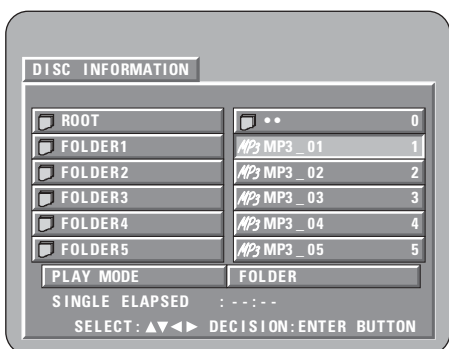 DISC INFORMATION
ROOT •• 0
FOLDER1 MP3 MP3_01 1
FOLDER2 MP3 MP3_02 2
FOLDER3 MP3 MP3_03 3
FOLDER4 MP3 MP3_04 4
FOLDER5 MP3 MP3_05 5
PLAY MODE FOLDER
SINGLE ELAPSED :--:--
SELECT:▲▼◀▶ DECISION:ENTER BUTTON